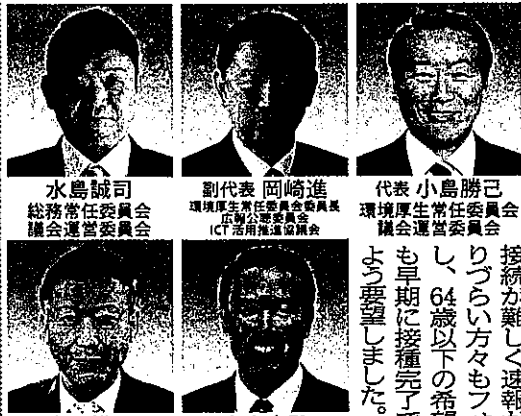 水島誠司
総務常任委員会
議会運営委員会
副代表 岡崎進
環境厚生常任委員会委員長
広報公聴委員会
ICT活用推進協議会
代表 小島勝己
環境厚生常任委員会
議会運営委員会
接続が難しく速報
りづらい方々もフ
し、64歳以下の希
も早期に接種完了
よう要望しました。